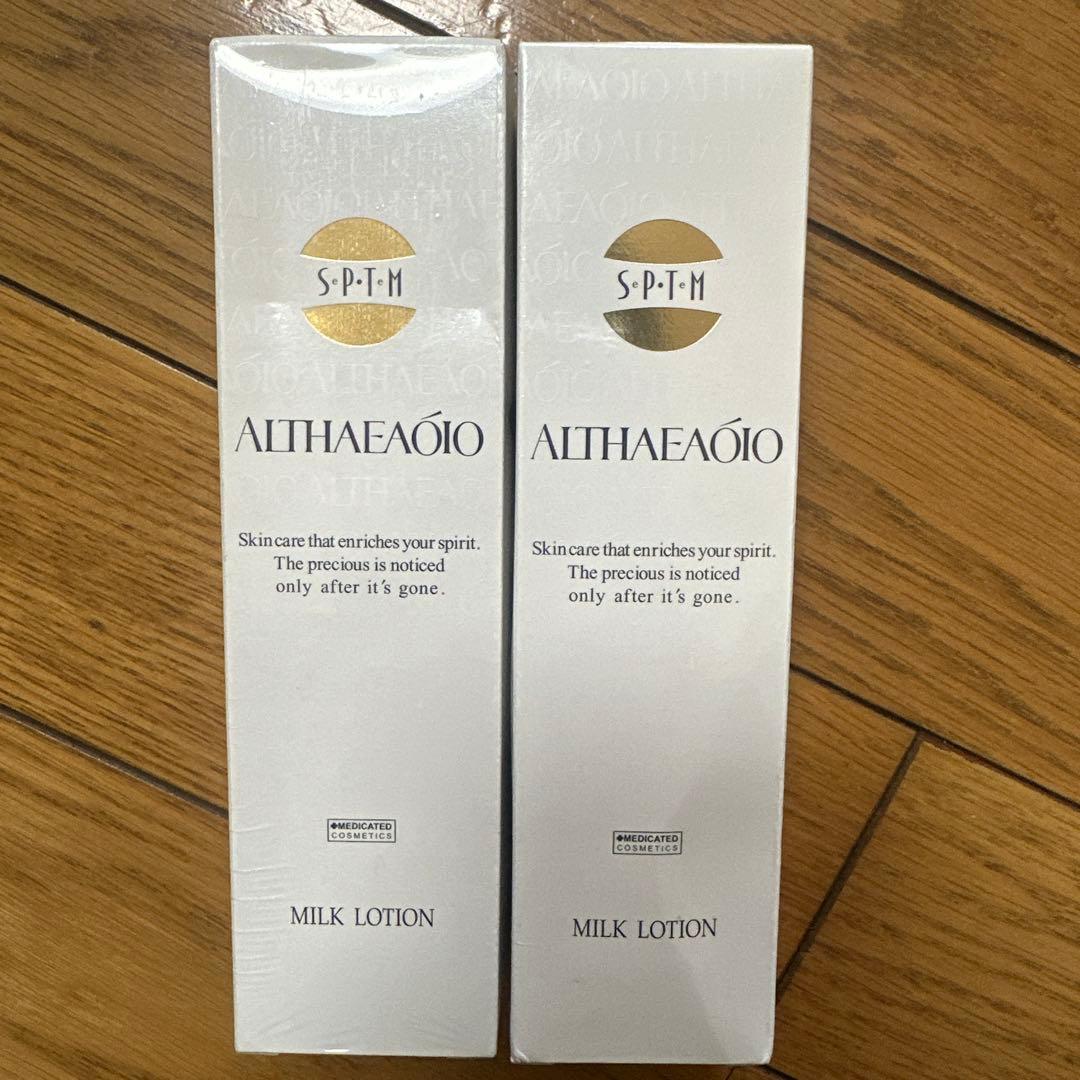 SePTeM
ALTHAEAÓIO
Skin care that enriches your spirit.
The precious is noticed
only after it's gone.
MEDICATED
COSMETICS
MILK LOTION
SePTeM
ALTHAEAÓIO
Skin care that enriches your spirit.
The precious is noticed
only after it's gone.
MEDICATED
COSMETICS
MILK LOTION